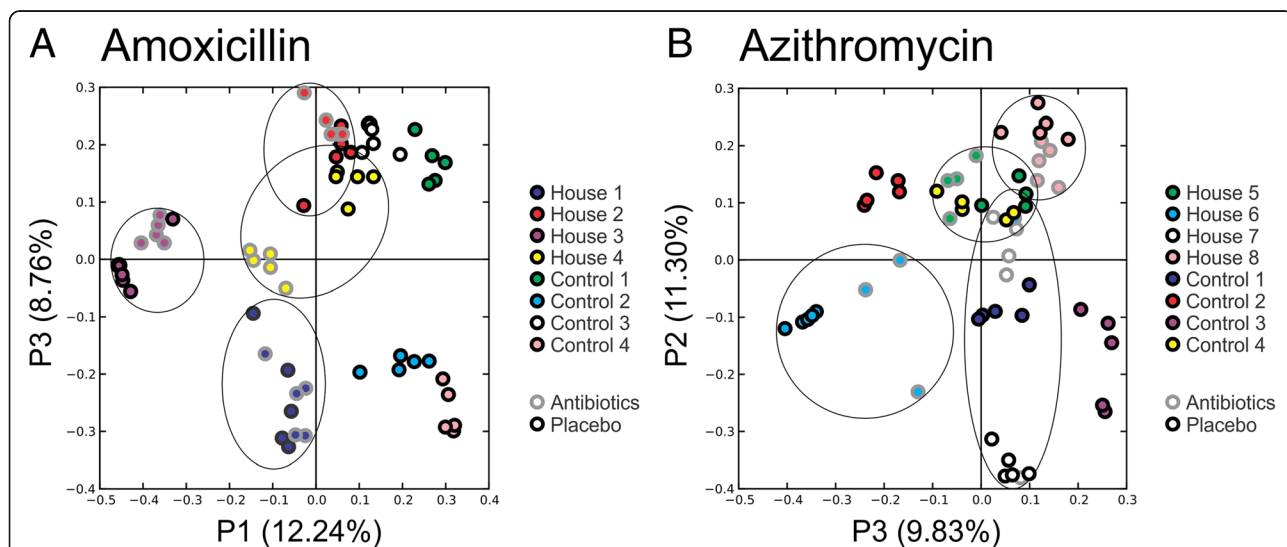 A Amoxicillin
0.3
0.2
0.1
0.0
−0.1
−0.2
−0.3
−0.4
−0.5 −0.4 −0.3 −0.2 −0.1 0.0 0.1 0.2 0.3 0.4
P3 (8.76%)
P1 (12.24%)
House 1
House 2
House 3
House 4
Control 1
Control 2
Control 3
Control 4
Antibiotics
Placebo
B Azithromycin
0.3
0.2
0.1
0.0
−0.1
−0.2
−0.3
−0.4
−0.5 −0.4 −0.3 −0.2 −0.1 0.0 0.1 0.2 0.3
P2 (11.30%)
P3 (9.83%)
House 5
House 6
House 7
House 8
Control 1
Control 2
Control 3
Control 4
Antibiotics
Placebo